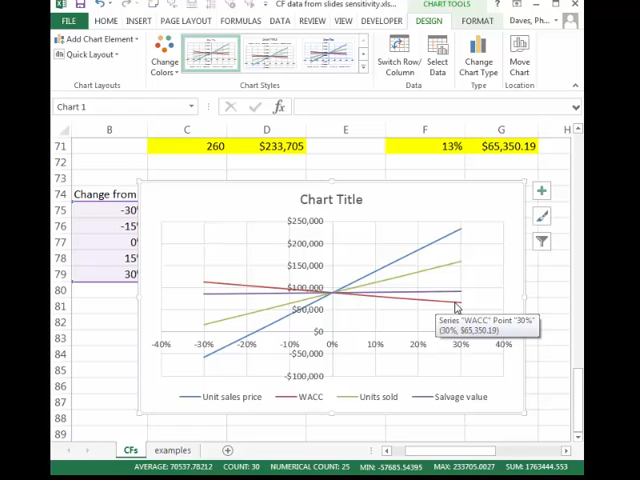 CF data from slides sensitivity.xls...
CHART TOOLS
FILE HOME INSERT PAGE LAYOUT FORMULAS DATA REVIEW VIEW DEVELOPER DESIGN FORMAT Daves, Ph...
Add Chart Element
Quick Layout
Change Colors
Switch Row/ Column
Select Data
Change Chart Type
Move Chart
Chart Layouts Chart Styles Data Type Location
Chart 1 fx
B C D E F G H
71 260 $233,705 13% $65,350.19
72
73
74 Change from
75 -30%
76 -15%
77 0%
78 15%
79 30%
80
81
82
83
84
85
86
87
88
89
Chart Title
$250,000
$200,000
$150,000
$100,000
$50,000
$0
-$50,000
-$100,000
-40% -30% -20% -10% 0% 10% 20% 30% 40%
Series "WACC" Point "30%"
(30%, $65,350.19)
Unit sales price WACC Units sold Salvage value
CFs examples
AVERAGE: 70537.78212 COUNT: 30 NUMERICAL COUNT: 25 MIN: -57685.54395 MAX: 233705.0027 SUM: 1763444.553